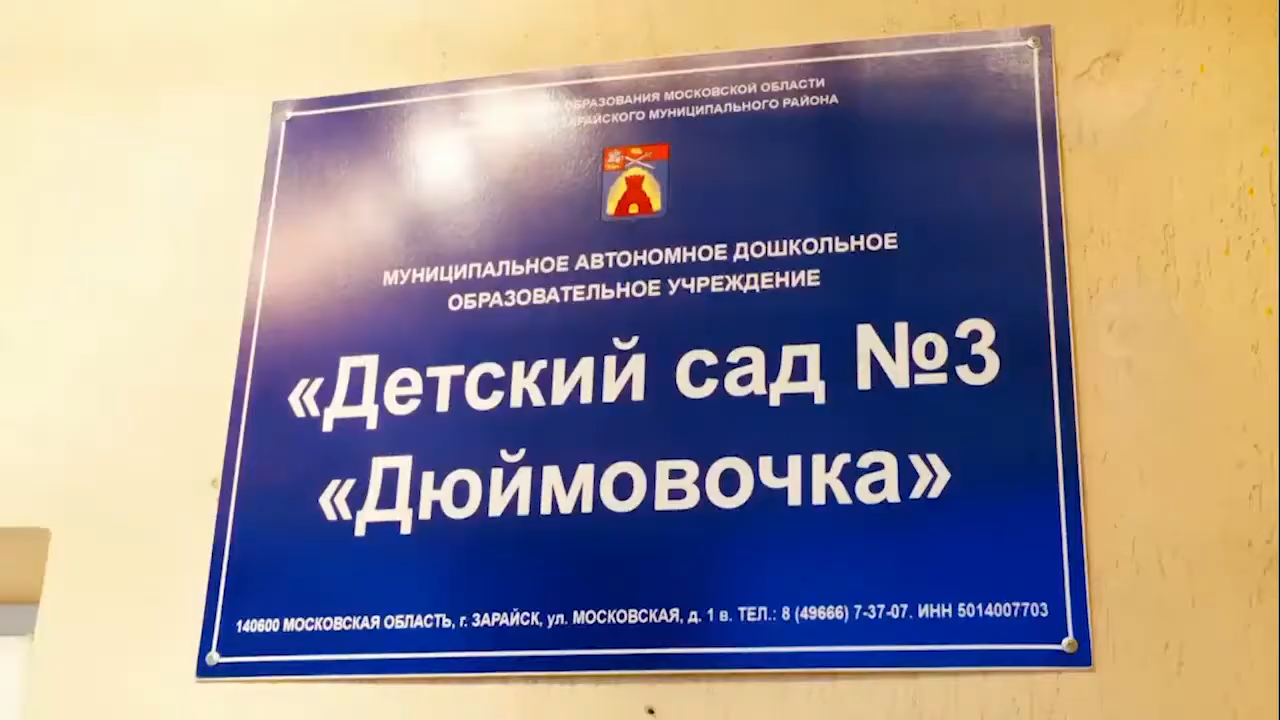 ОБРАЗОВАНИЯ МОСКОВСКОЙ ОБЛАСТИ
ЗАРАЙСКОГО МУНИЦИПАЛЬНОГО РАЙОНА
МУНИЦИПАЛЬНОЕ АВТОНОМНОЕ ДОШКОЛЬНОЕ
ОБРАЗОВАТЕЛЬНОЕ УЧРЕЖДЕНИЕ
«Детский сад №3
«Дюймовочка»
140600 МОСКОВСКАЯ ОБЛАСТЬ, г. ЗАРАЙСК, ул. МОСКОВСКАЯ, д. 1 в. ТЕЛ.: 8 (49666) 7-37-07. ИНН 5014007703